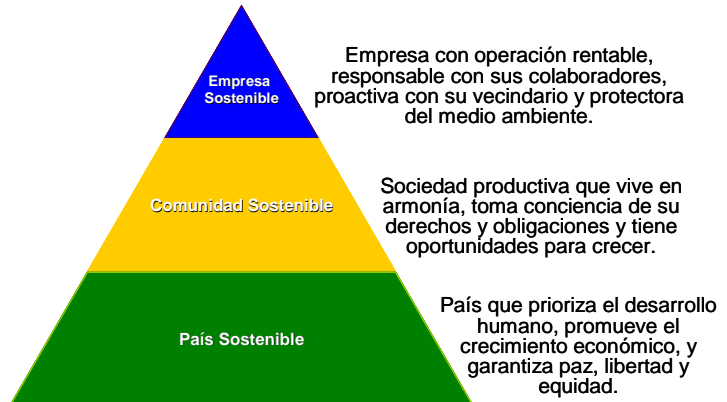 Empresa
Sostenible
Empresa con operación rentable,
responsable con sus colaboradores,
proactiva con su vecindario y protectora
del medio ambiente.
Comunidad Sostenible
Sociedad productiva que vive en
armonía, toma conciencia de su
derechos y obligaciones y tiene
oportunidades para crecer.
País Sostenible
País que prioriza el desarrollo
humano, promueve el
crecimiento económico, y
garantiza paz, libertad y
equidad.